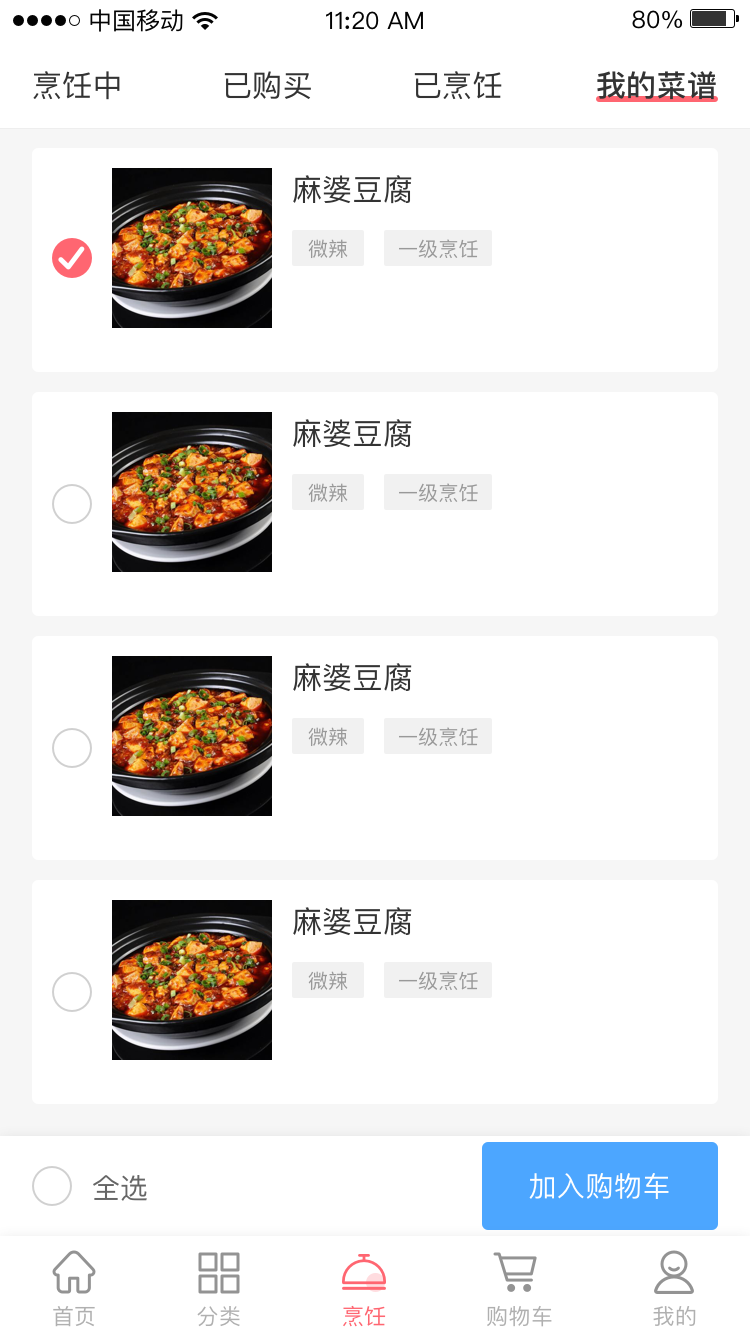 中国移动 11:20 AM 80%
烹饪中 已购买 已烹饪 我的菜谱
麻婆豆腐
微辣 一级烹饪
麻婆豆腐
微辣 一级烹饪
麻婆豆腐
微辣 一级烹饪
麻婆豆腐
微辣 一级烹饪
全选 加入购物车
首页 分类 烹饪 购物车 我的